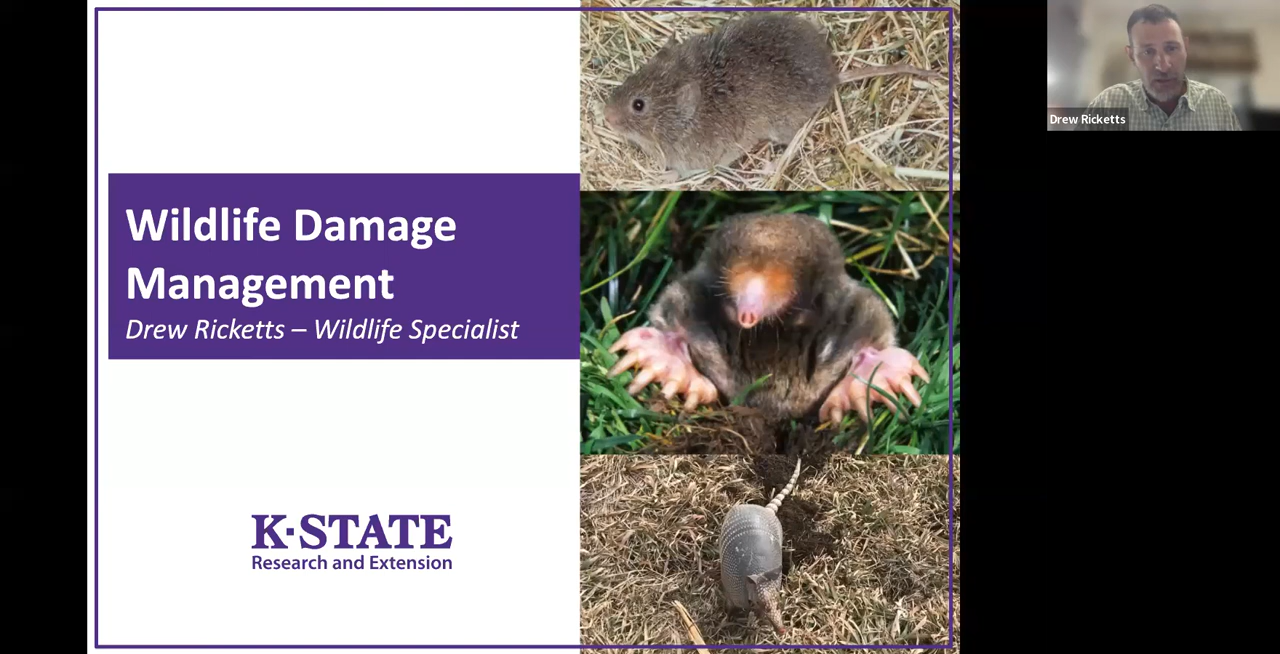 Wildlife Damage
Management
Drew Ricketts – Wildlife Specialist
K·STATE
Research and Extension
Drew Ricketts